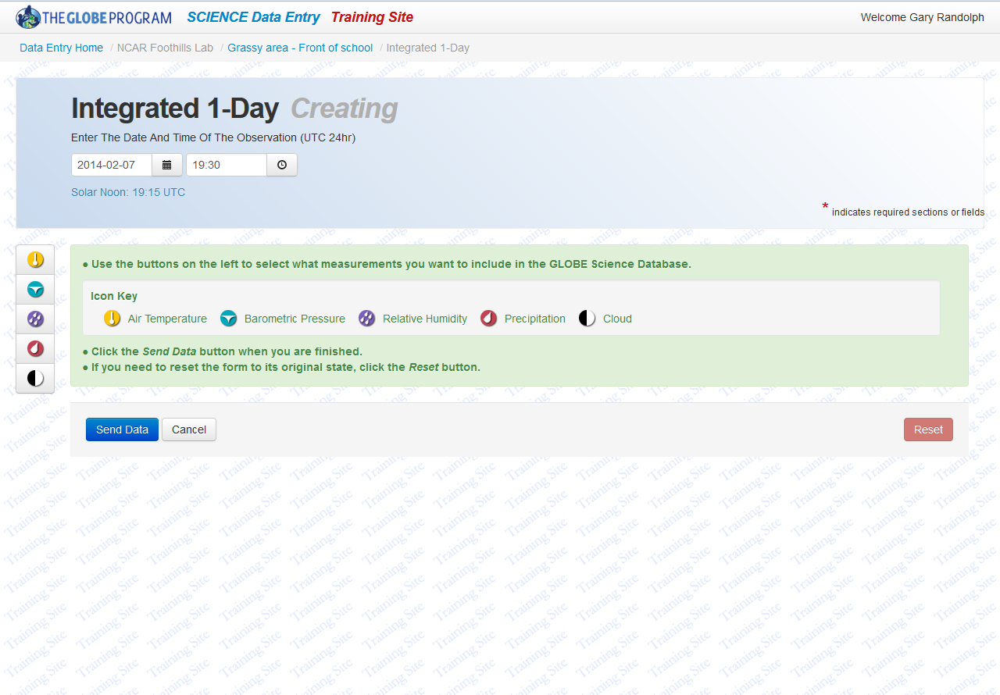 THE GLOBE PROGRAM SCIENCE Data Entry Training Site Welcome Gary Randolph
Data Entry Home / NCAR Foothills Lab / Grassy area - Front of school / Integrated 1-Day
Integrated 1-Day Creating
Enter The Date And Time Of The Observation (UTC 24hr)
2014-02-07 19:30
Solar Noon: 19:15 UTC
* indicates required sections or fields
● Use the buttons on the left to select what measurements you want to include in the GLOBE Science Database.
Icon Key
Air Temperature Barometric Pressure Relative Humidity Precipitation Cloud
● Click the Send Data button when you are finished.
● If you need to reset the form to its original state, click the Reset button.
Send Data Cancel Reset
Training Site